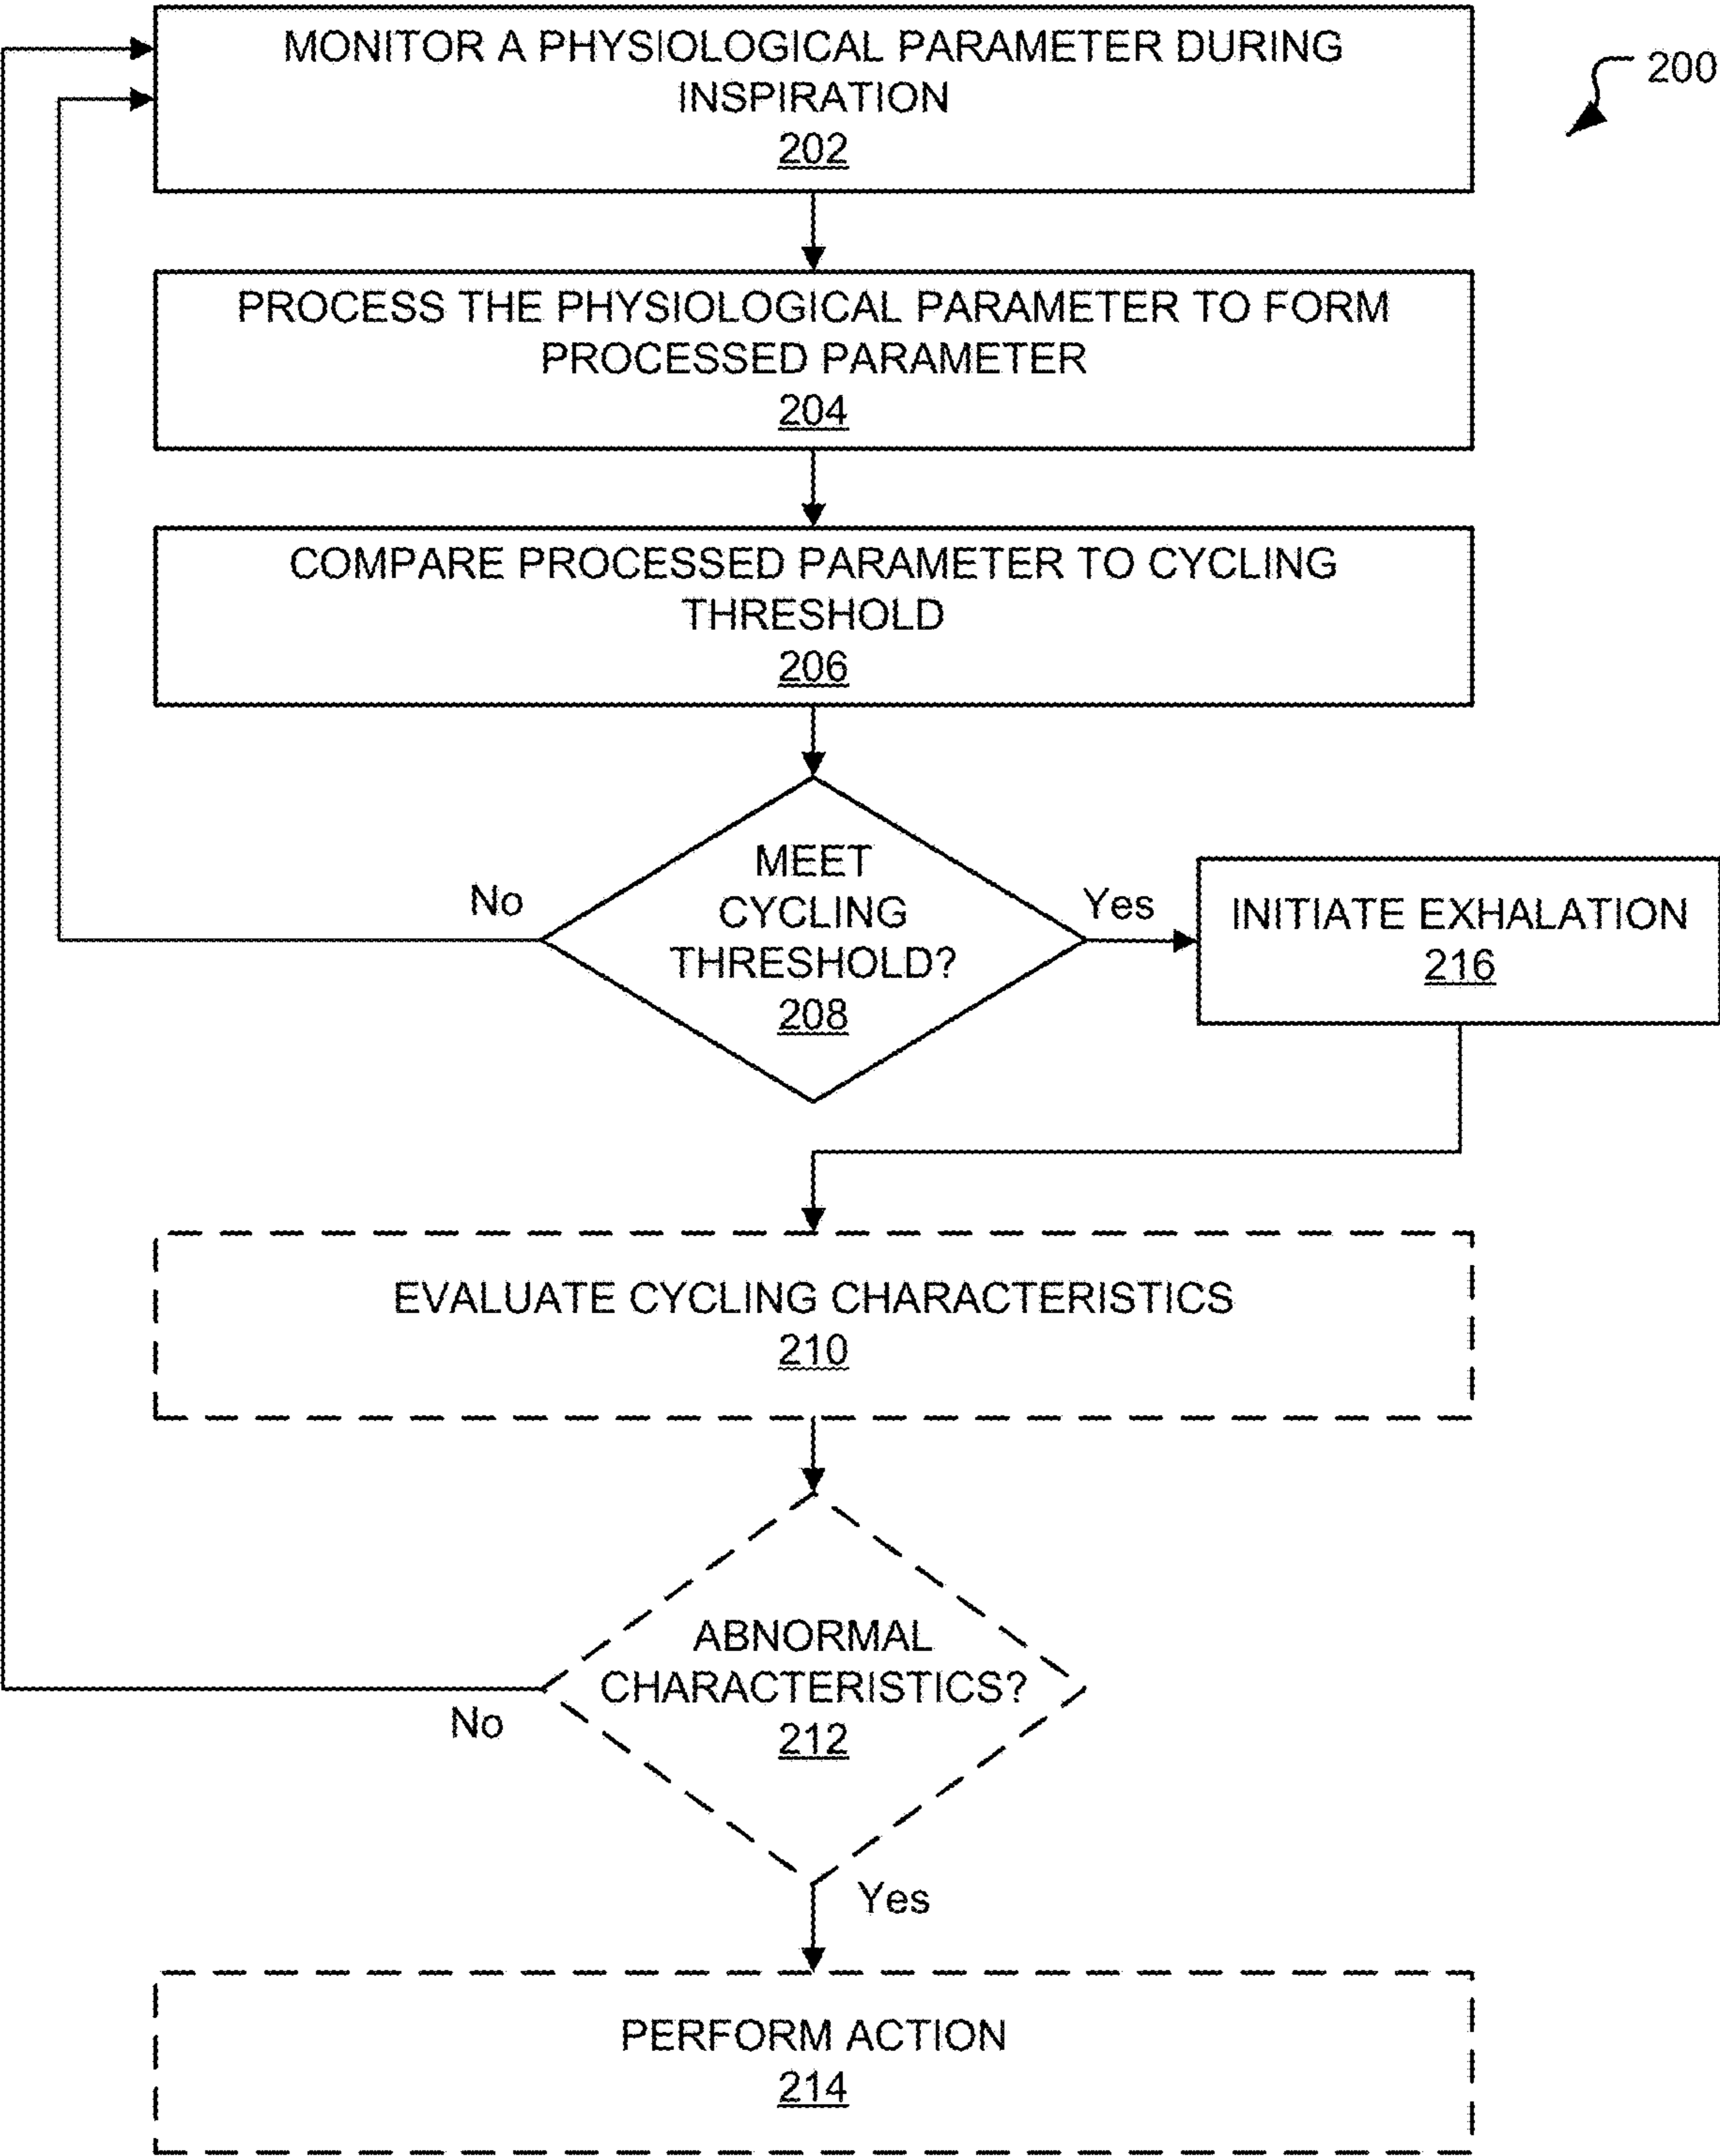 MONITOR A PHYSIOLOGICAL PARAMETER DURING
INSPIRATION
202
200
PROCESS THE PHYSIOLOGICAL PARAMETER TO FORM
PROCESSED PARAMETER
204
COMPARE PROCESSED PARAMETER TO CYCLING
THRESHOLD
206
MEET
CYCLING
THRESHOLD?
208
No
Yes
INITIATE EXHALATION
216
EVALUATE CYCLING CHARACTERISTICS
210
ABNORMAL
CHARACTERISTICS?
212
No
Yes
PERFORM ACTION
214